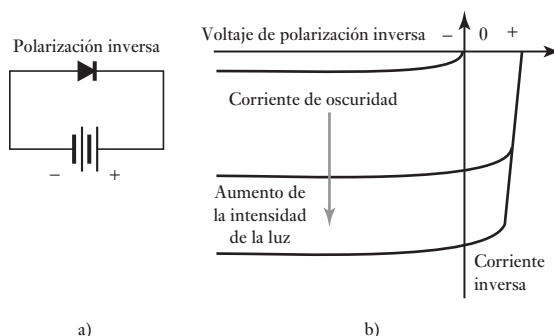 Polarización inversa
−
+
a)
Voltaje de polarización inversa
− 0 +
Corriente de oscuridad
Aumento de
la intensidad
de la luz
Corriente
inversa
b)